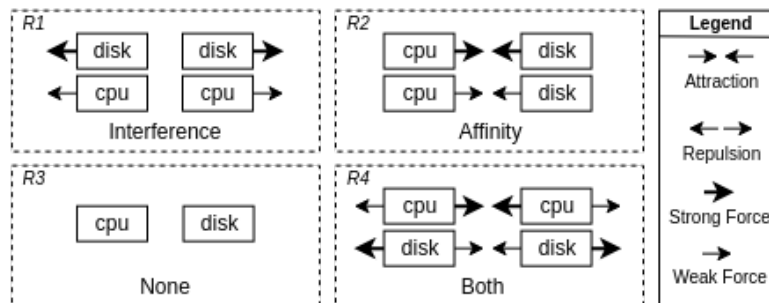 R1
disk
disk
cpu
cpu
Interference
R2
cpu
disk
cpu
disk
Affinity
R3
cpu
disk
None
R4
cpu
cpu
disk
disk
Both
Legend
Attraction
Repulsion
Strong Force
Weak Force